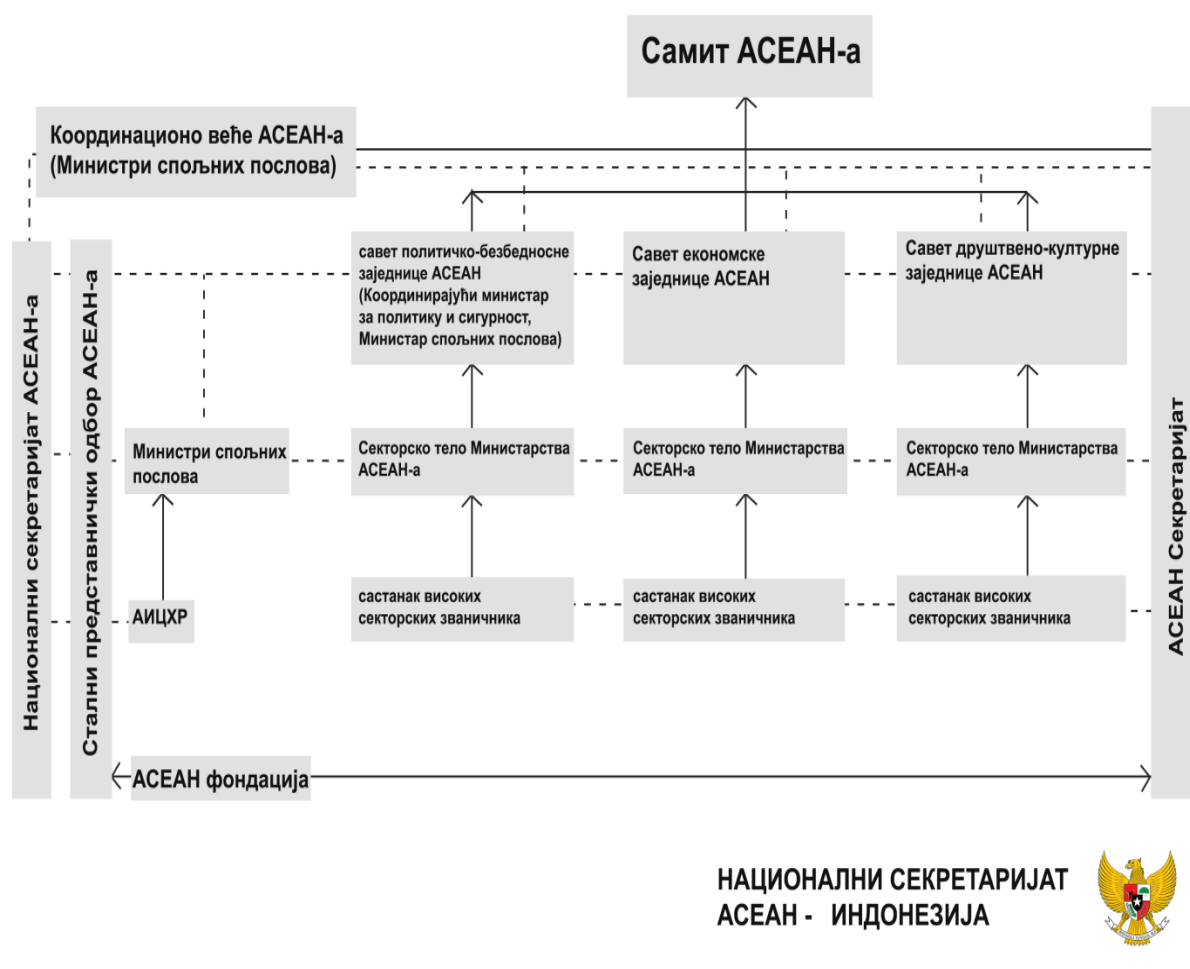 Самит АСЕАН-а
Координационо веће АСЕАН-а
(Министри спољних послова)
Национални секретаријат АСЕАН-а
Стални представнички одбор АСЕАН-а
савет политичко-безбедносне
заједнице АСЕАН
(Координирајући министар
за политику и сигурност,
Министар спољних послова)
Савет економске
заједнице АСЕАН
Савет друштвено-културне
заједнице АСЕАН
АСЕАН Секретаријат
Министри спољних
послова
Секторско тело Министарства
АСЕАН-а
Секторско тело Министарства
АСЕАН-а
Секторско тело Министарства
АСЕАН-а
АИЦХР
састанак високих
секторских званичника
састанак високих
секторских званичника
састанак високих
секторских званичника
АСЕАН фондација
НАЦИОНАЛНИ СЕКРЕТАРИЈАТ
АСЕАН - ИНДОНЕЗИЈА